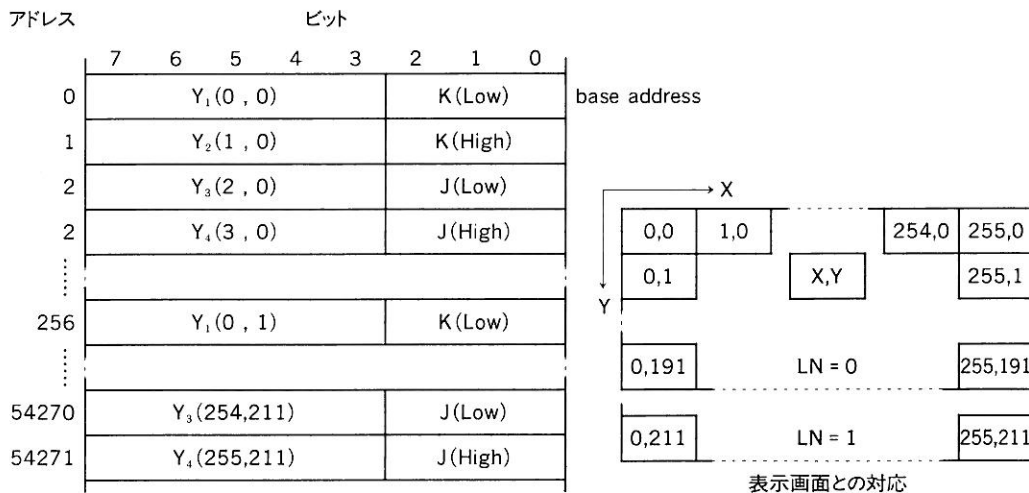 アドレス ビット
7 6 5 4 3 2 1 0
0 Y₁(0 , 0) K(Low) base address
1 Y₂(1 , 0) K(High)
2 Y₃(2 , 0) J(Low)
2 Y₄(3 , 0) J(High)
256 Y₁(0 , 1) K(Low)
54270 Y₃(254,211) J(Low)
54271 Y₄(255,211) J(High)
X
0,0 1,0 254,0 255,0
0,1 X,Y 255,1
Y
0,191 LN = 0 255,191
0,211 LN = 1 255,211
表示画面との対応